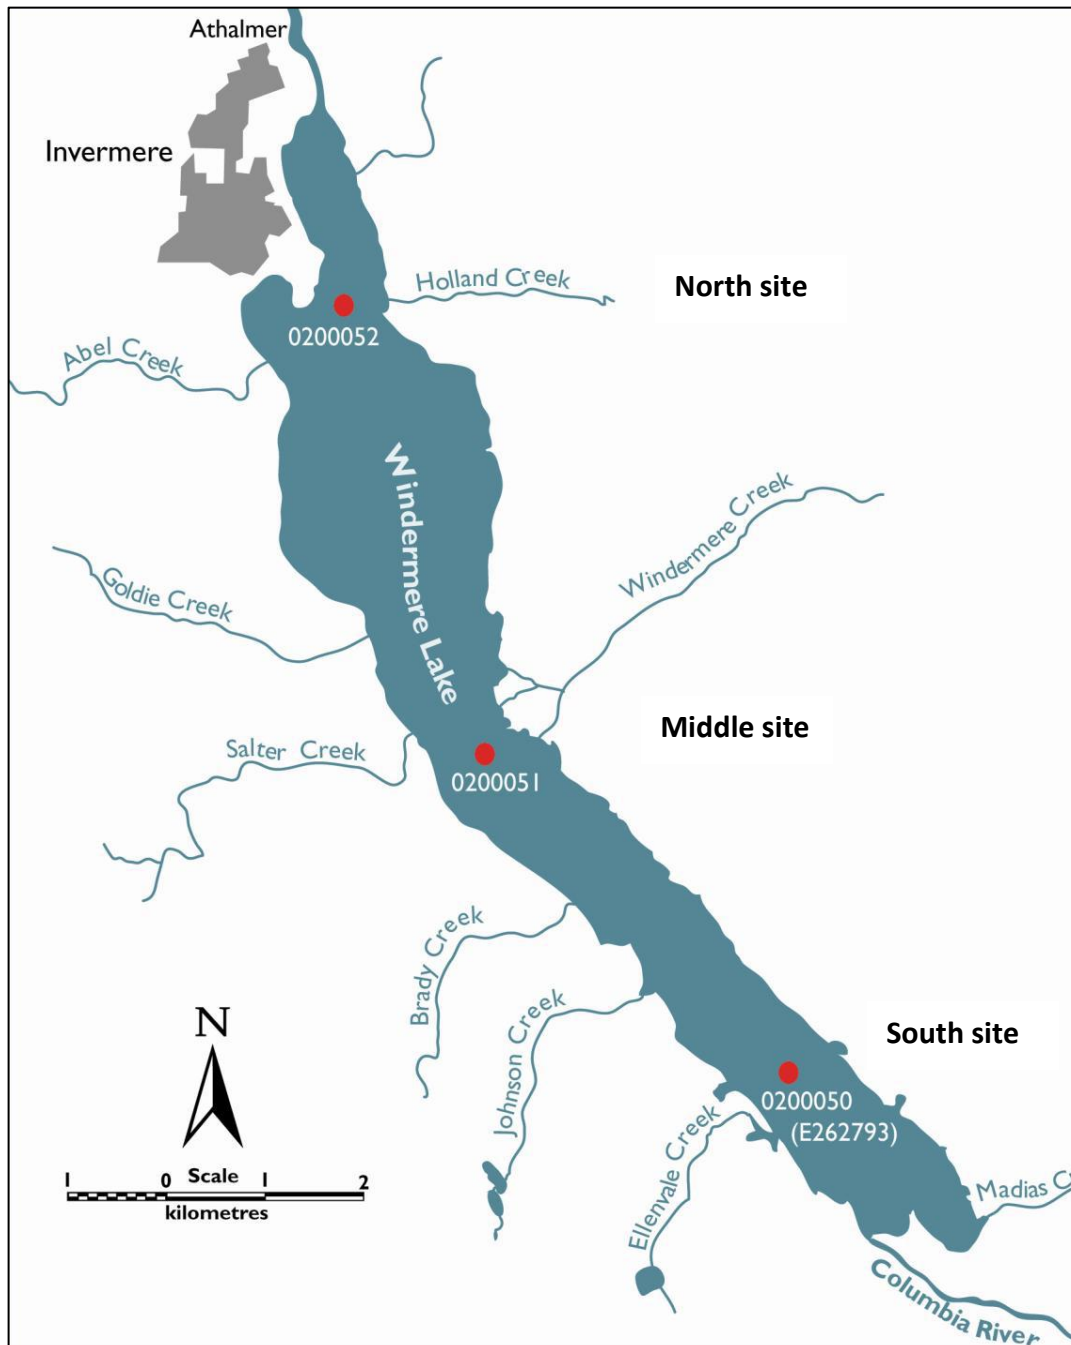 Athalmer
Invermere
Holland Creek
North site
0200052
Abel Creek
Windermere Lake
Windermere Creek
Goldie Creek
Middle site
Salter Creek
0200051
Brady Creek
Johnson Creek
South site
N
0200050
(E262793)
Ellenvale Creek
Madias C
1 0 Scale 1 2
kilometres
Columbia River